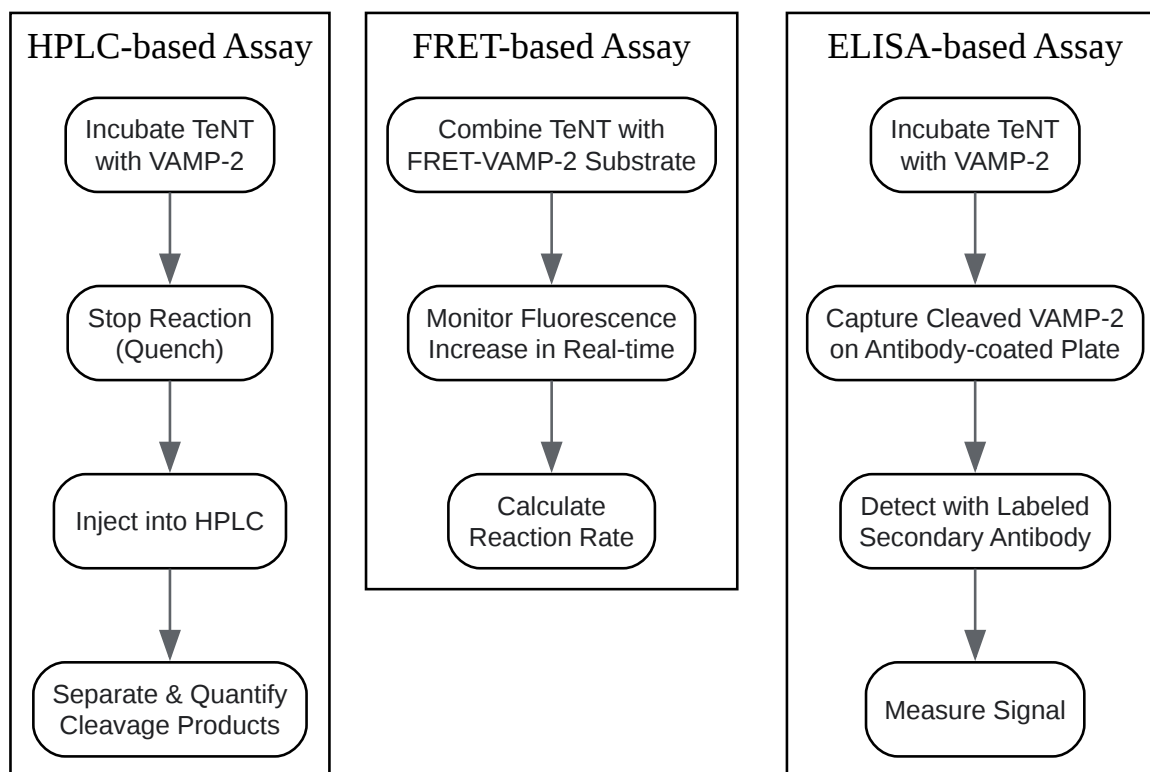 HPLC-based Assay
Incubate TeNT
with VAMP-2
Stop Reaction
(Quench)
Inject into HPLC
Separate & Quantify
Cleavage Products
FRET-based Assay
Combine TeNT with
FRET-VAMP-2 Substrate
Monitor Fluorescence
Increase in Real-time
Calculate
Reaction Rate
ELISA-based Assay
Incubate TeNT
with VAMP-2
Capture Cleaved VAMP-2
on Antibody-coated Plate
Detect with Labeled
Secondary Antibody
Measure Signal